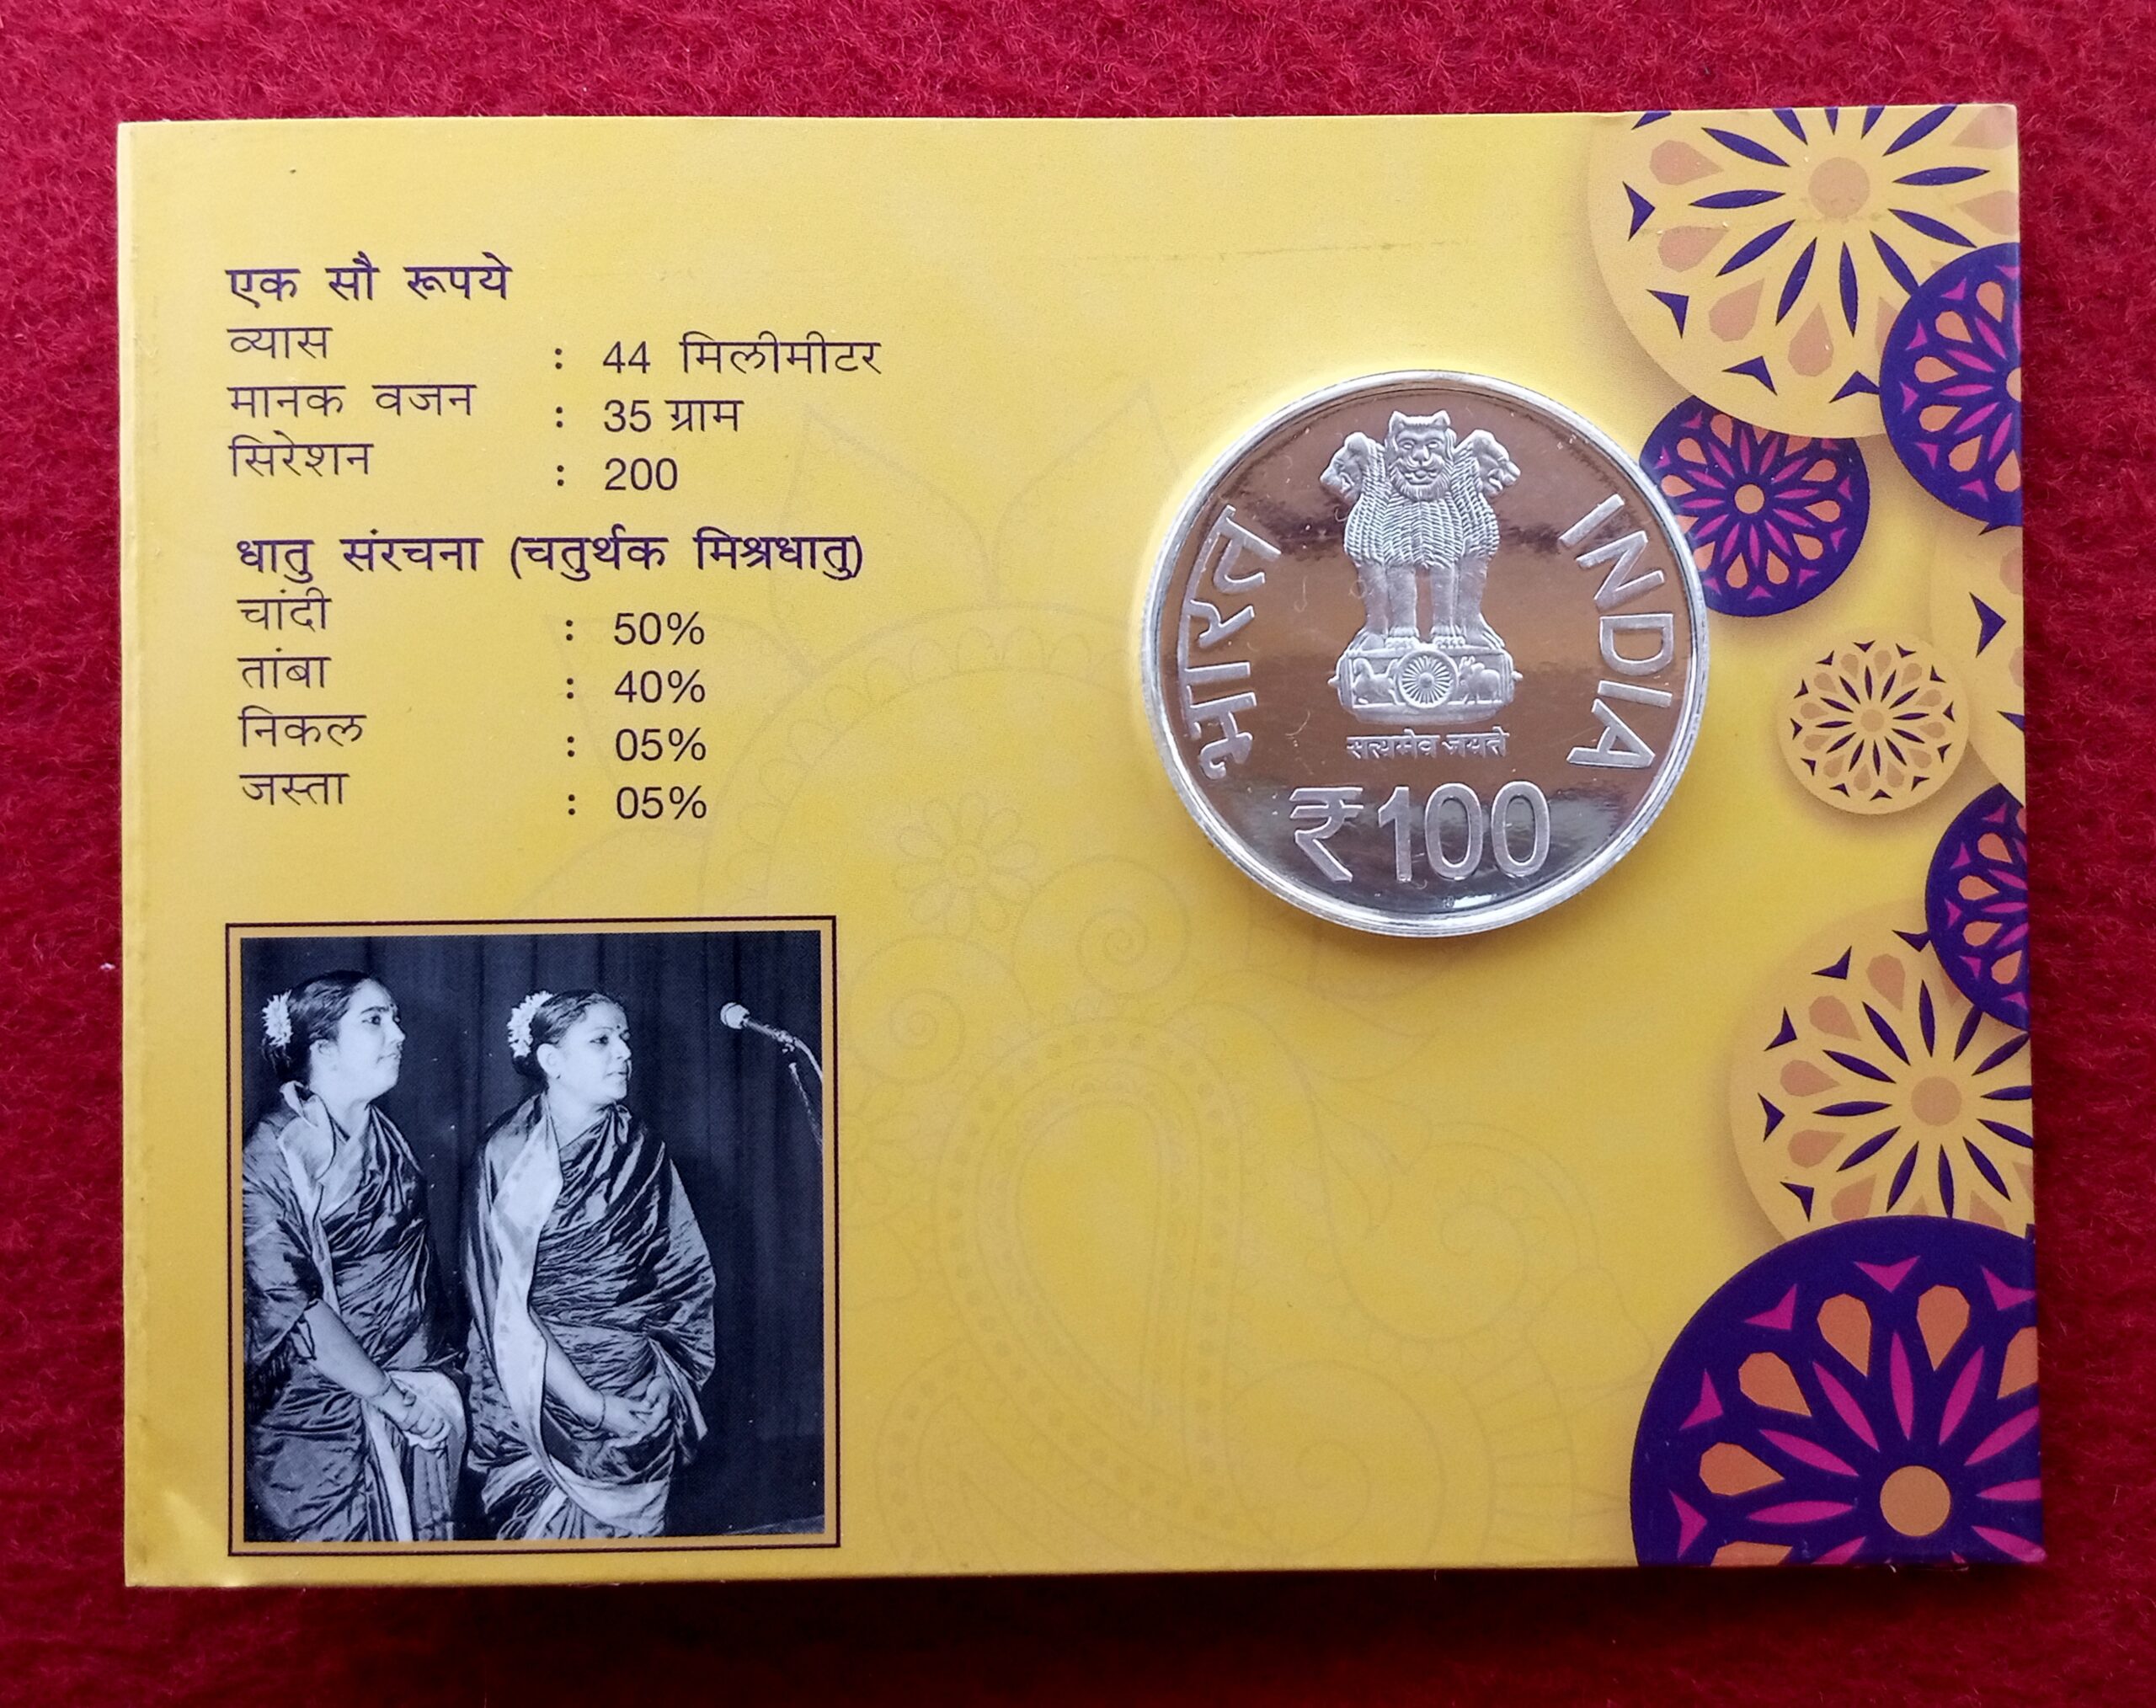 एक सौ रूपये
व्यास : 44 मिलीमीटर
मानक वजन : 35 ग्राम
सिरेशन : 200
धातु संरचना (चतुर्थक मिश्रधातु)
चांदी : 50%
तांबा : 40%
निकल : 05%
जस्ता : 05%
भारत
INDIA
सत्यमेव जयते
₹100